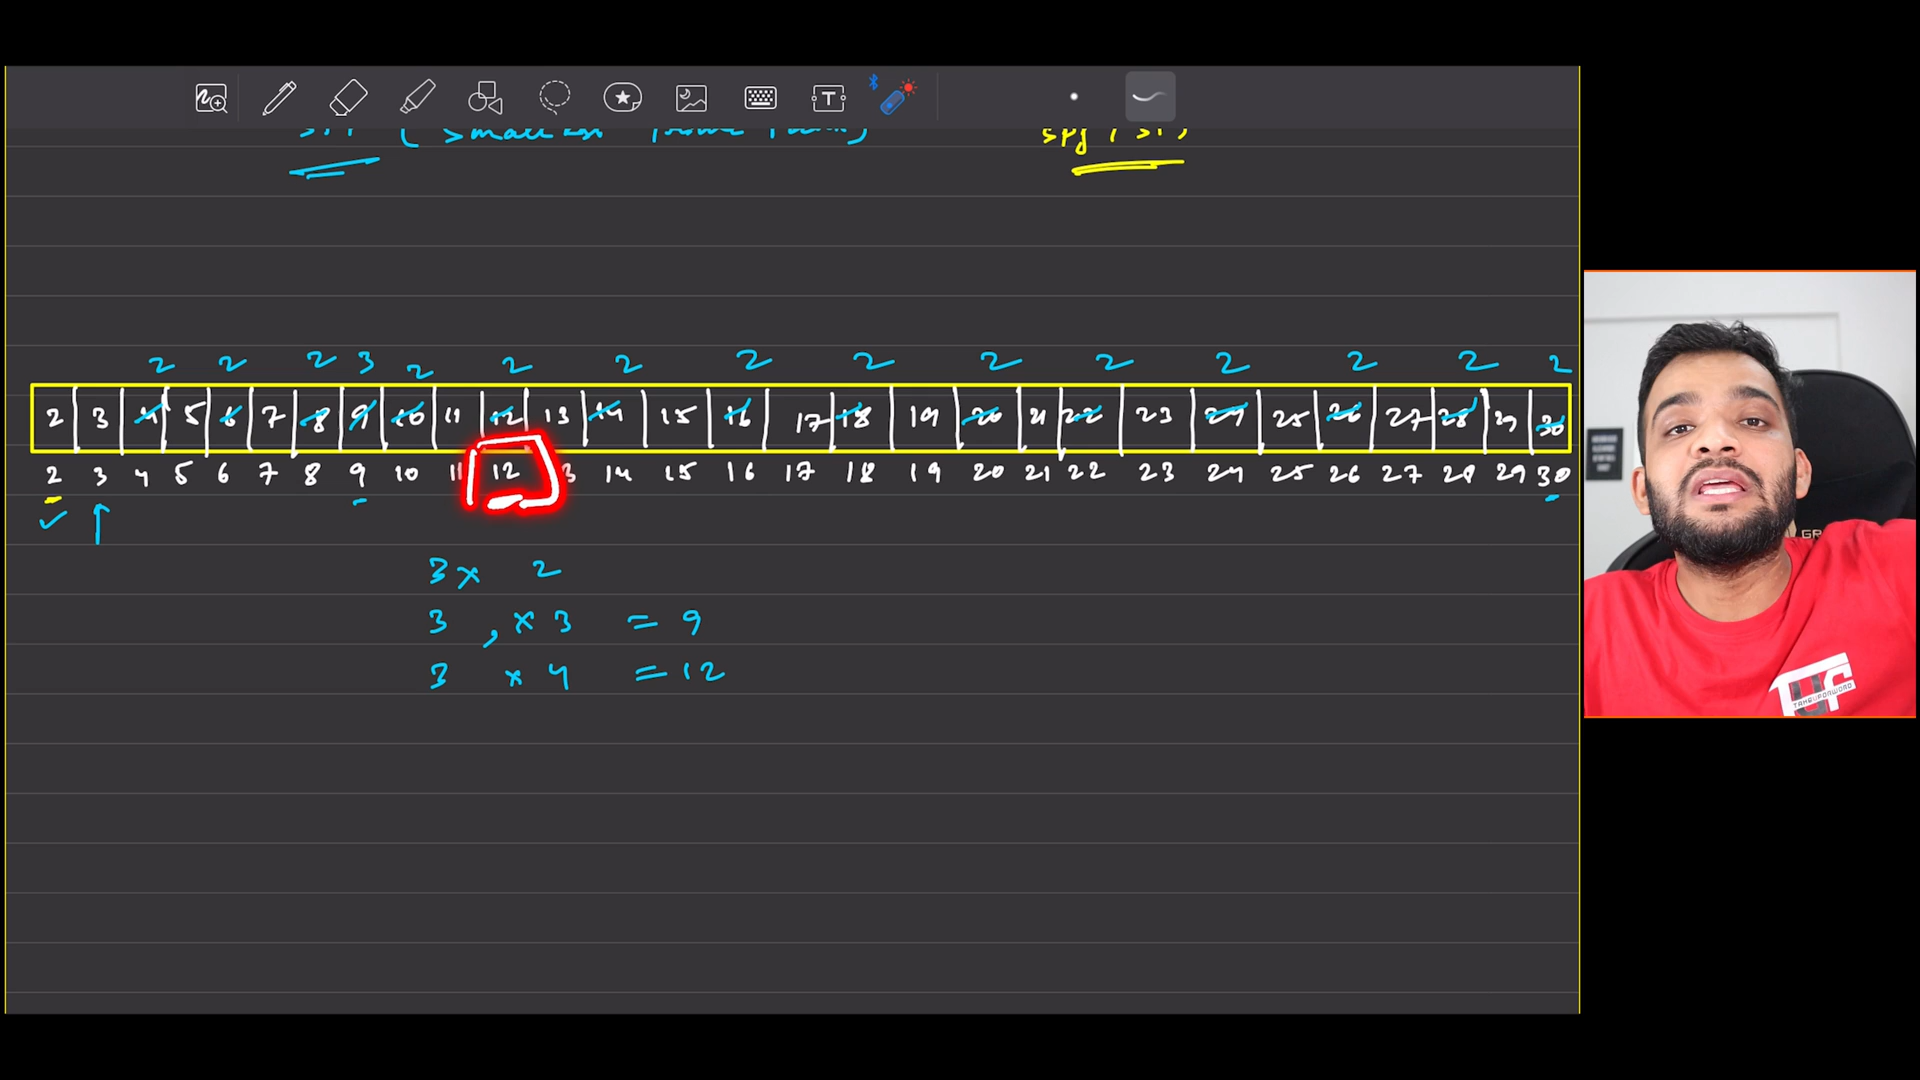 2 2 2 3 2 2 2 2 2 2 2 2 2 2 2
2 3 4 5 6 7 8 9 10 11 12 13 14 15 16 17 18 19 20 21 22 23 24 25 26 27 28 29 30
2 3 4 5 6 7 8 9 10 11 12 3 14 15 16 17 18 19 20 21 22 23 24 25 26 27 28 29 30
3 x 2
3 , x 3 = 9
3 x 4 = 12
TUF
TAKEUFORWARD
GR